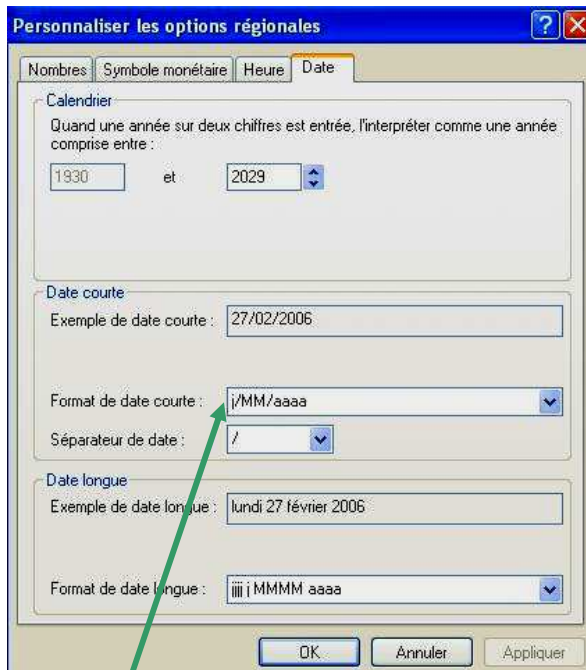 Personnaliser les options régionales
Nombres Symbole monétaire Heure Date
Calendrier
Quand une année sur deux chiffres est entrée, l'interpréter comme une année
comprise entre :
1930 et 2029
Date courte
Exemple de date courte : 27/02/2006
Format de date courte : j/MM/aaaa
Séparateur de date : /
Date longue
Exemple de date longue : lundi 27 février 2006
Format de date longue : jjjj j MMMM aaaa
OK Annuler Appliquer